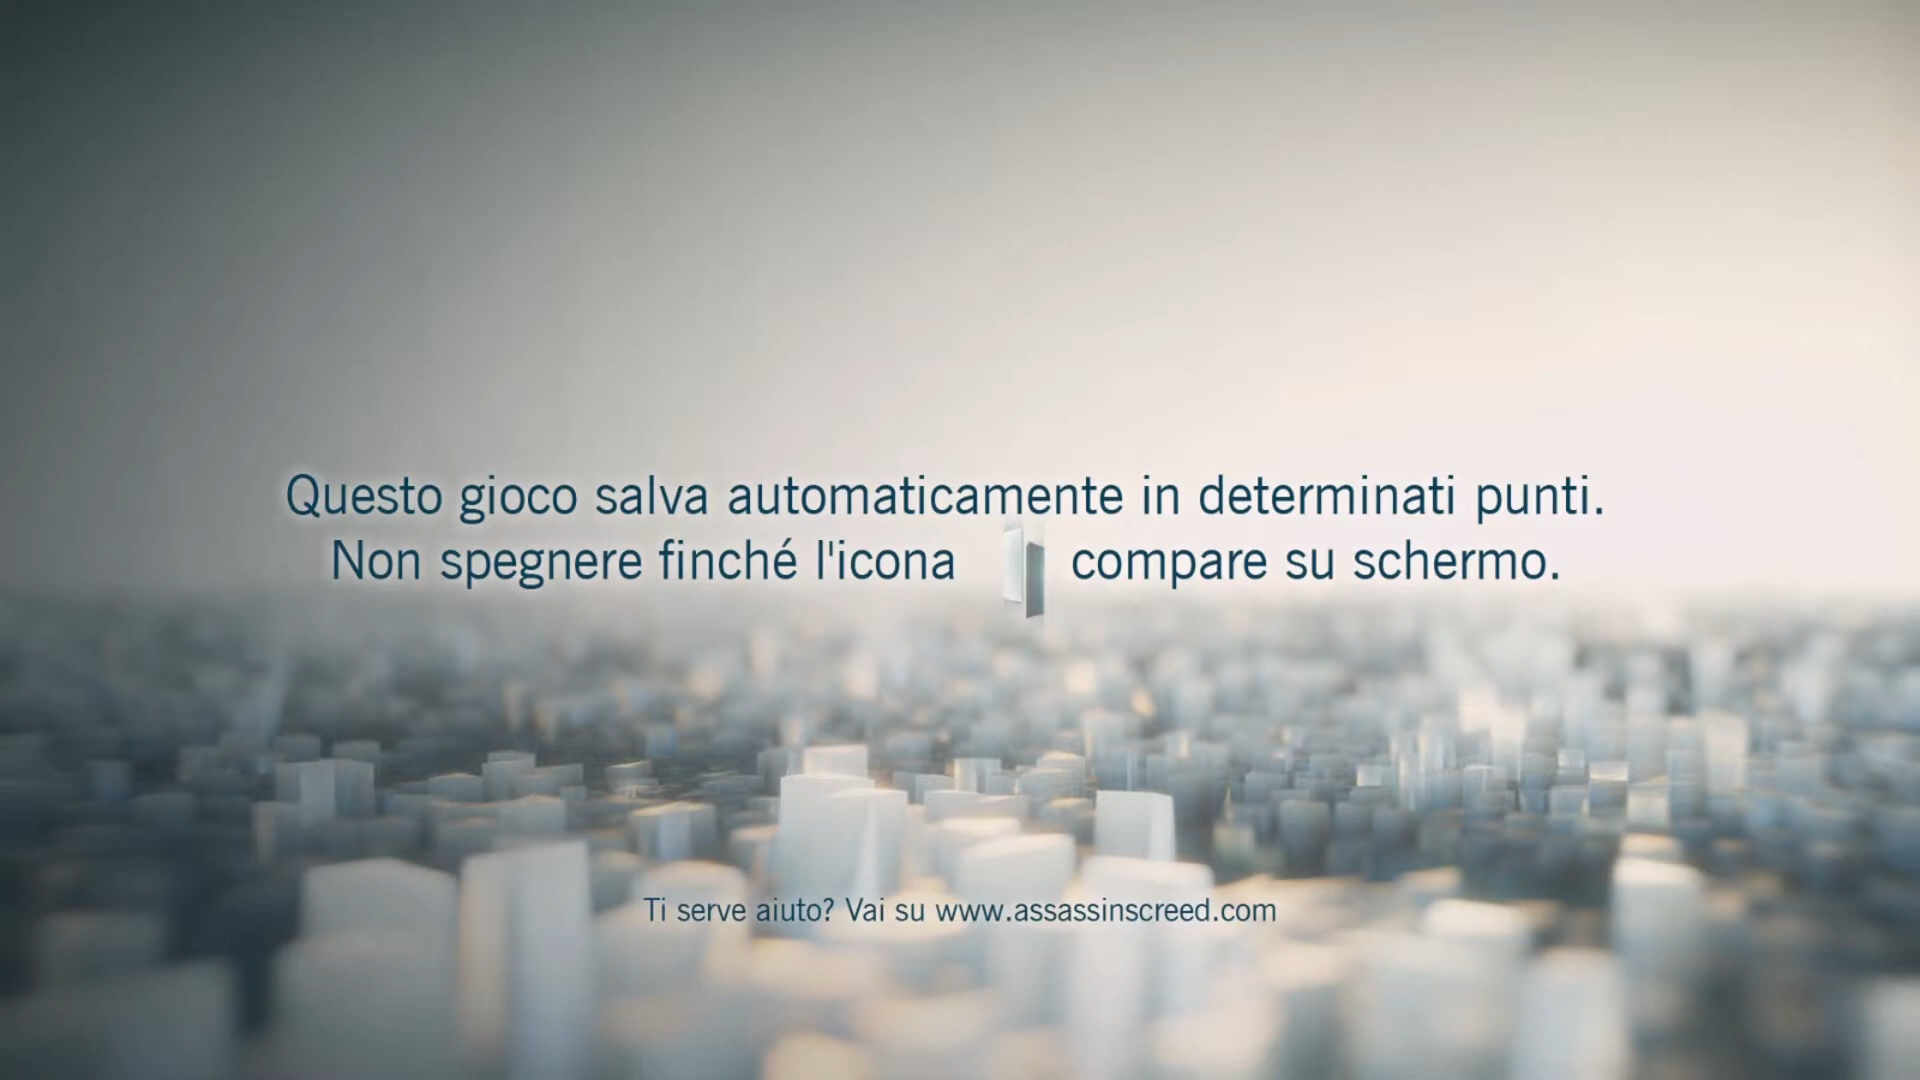 Questo gioco salva automaticamente in determinati punti.
Non spegnere finché l'icona compare su schermo.
Ti serve aiuto? Vai su www.assassinscreed.com